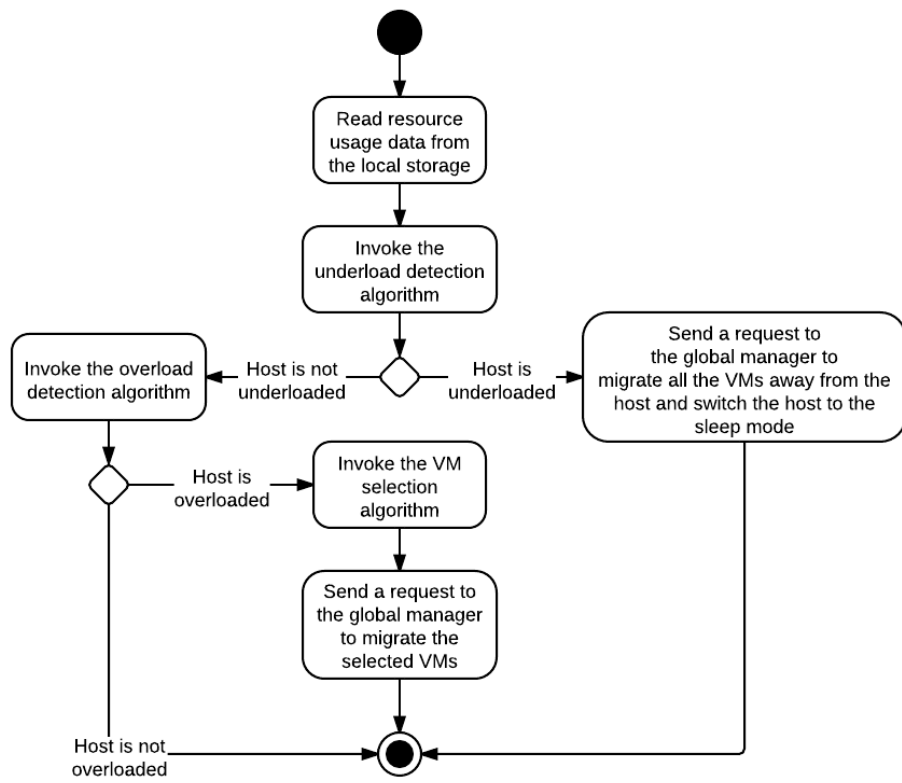 Read resource
usage data from
the local storage
Invoke the
underload detection
algorithm
Host is not
underloaded
Host is
underloaded
Send a request to
the global manager to
migrate all the VMs away from the
host and switch the host to the
sleep mode
Invoke the overload
detection algorithm
Host is
overloaded
Invoke the VM
selection
algorithm
Send a request to
the global manager
to migrate the
selected VMs
Host is not
overloaded